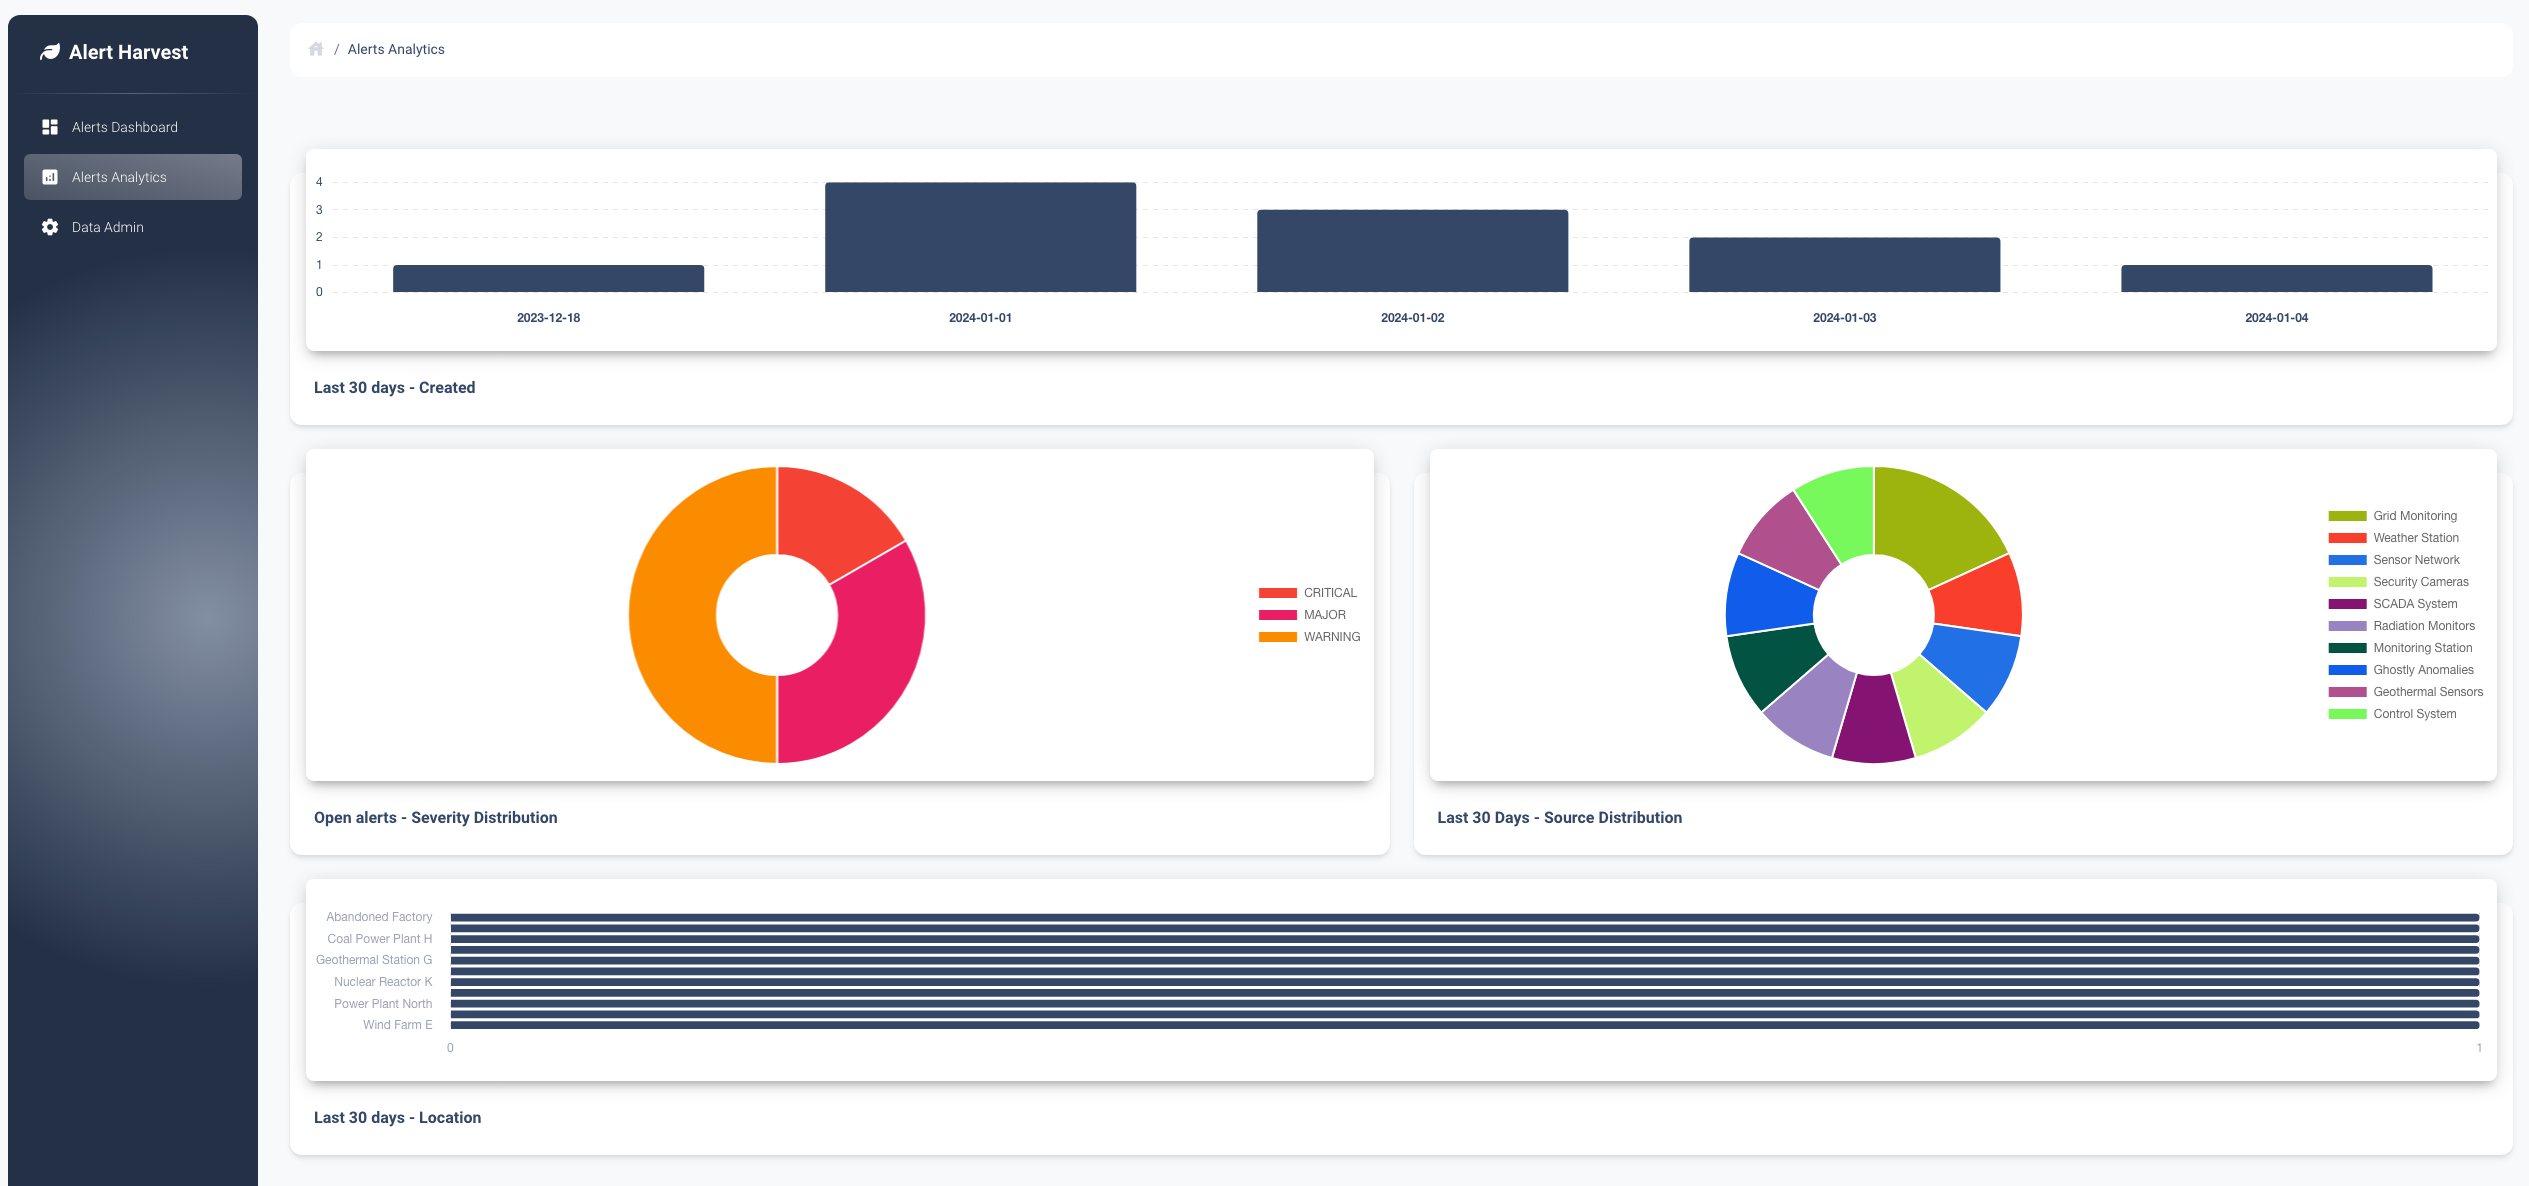 Alert Harvest
Alerts Dashboard
Alerts Analytics
Data Admin
/ Alerts Analytics
4
3
2
1
0
2023-12-18 2024-01-01 2024-01-02 2024-01-03 2024-01-04
Last 30 days - Created
CRITICAL
MAJOR
WARNING
Open alerts - Severity Distribution
Grid Monitoring
Weather Station
Sensor Network
Security Cameras
SCADA System
Radiation Monitors
Monitoring Station
Ghostly Anomalies
Geothermal Sensors
Control System
Last 30 Days - Source Distribution
Abandoned Factory
Coal Power Plant H
Geothermal Station G
Nuclear Reactor K
Power Plant North
Wind Farm E
0 1
Last 30 days - Location